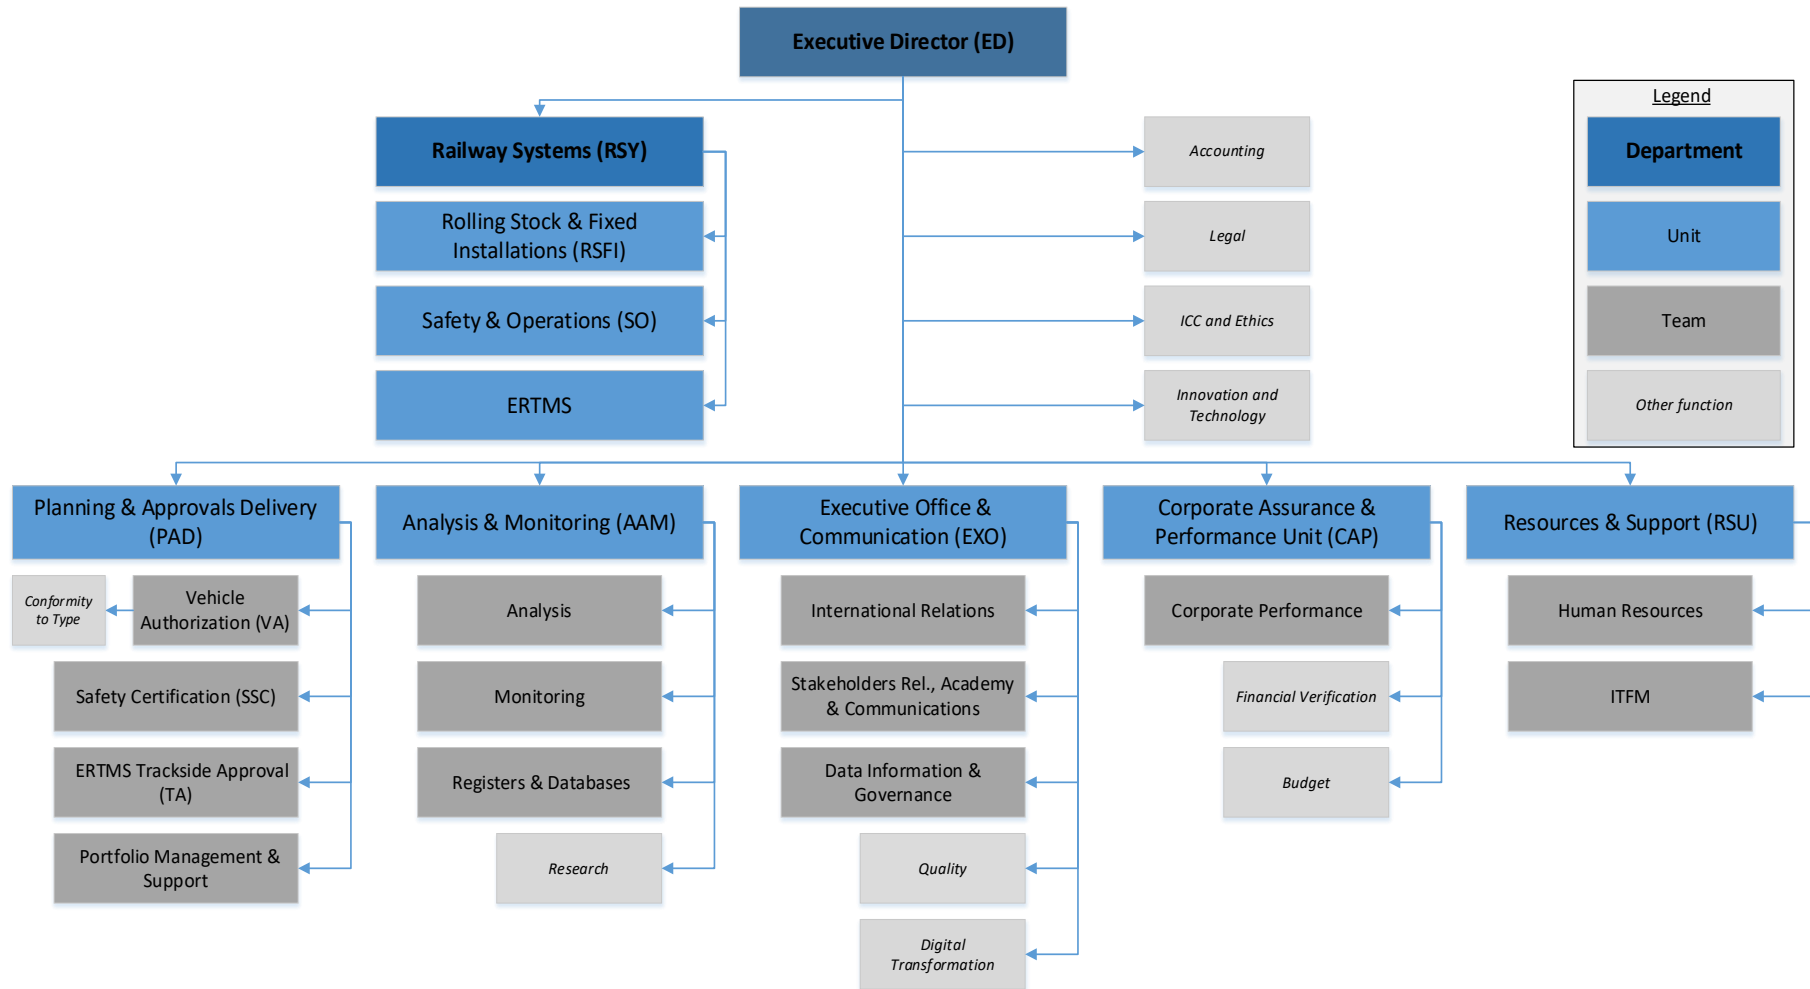 Executive Director (ED)
Legend
Department
Unit
Team
Other function
Railway Systems (RSY)
Rolling Stock & Fixed
Installations (RSFI)
Safety & Operations (SO)
ERTMS
Accounting
Legal
ICC and Ethics
Innovation and
Technology
Planning & Approvals Delivery
(PAD)
Conformity
to Type
Vehicle
Authorization (VA)
Safety Certification (SSC)
ERTMS Trackside Approval
(TA)
Portfolio Management &
Support
Analysis & Monitoring (AAM)
Analysis
Monitoring
Registers & Databases
Research
Executive Office &
Communication (EXO)
International Relations
Stakeholders Rel., Academy
& Communications
Data Information &
Governance
Quality
Digital
Transformation
Corporate Assurance &
Performance Unit (CAP)
Corporate Performance
Financial Verification
Budget
Resources & Support (RSU)
Human Resources
ITFM